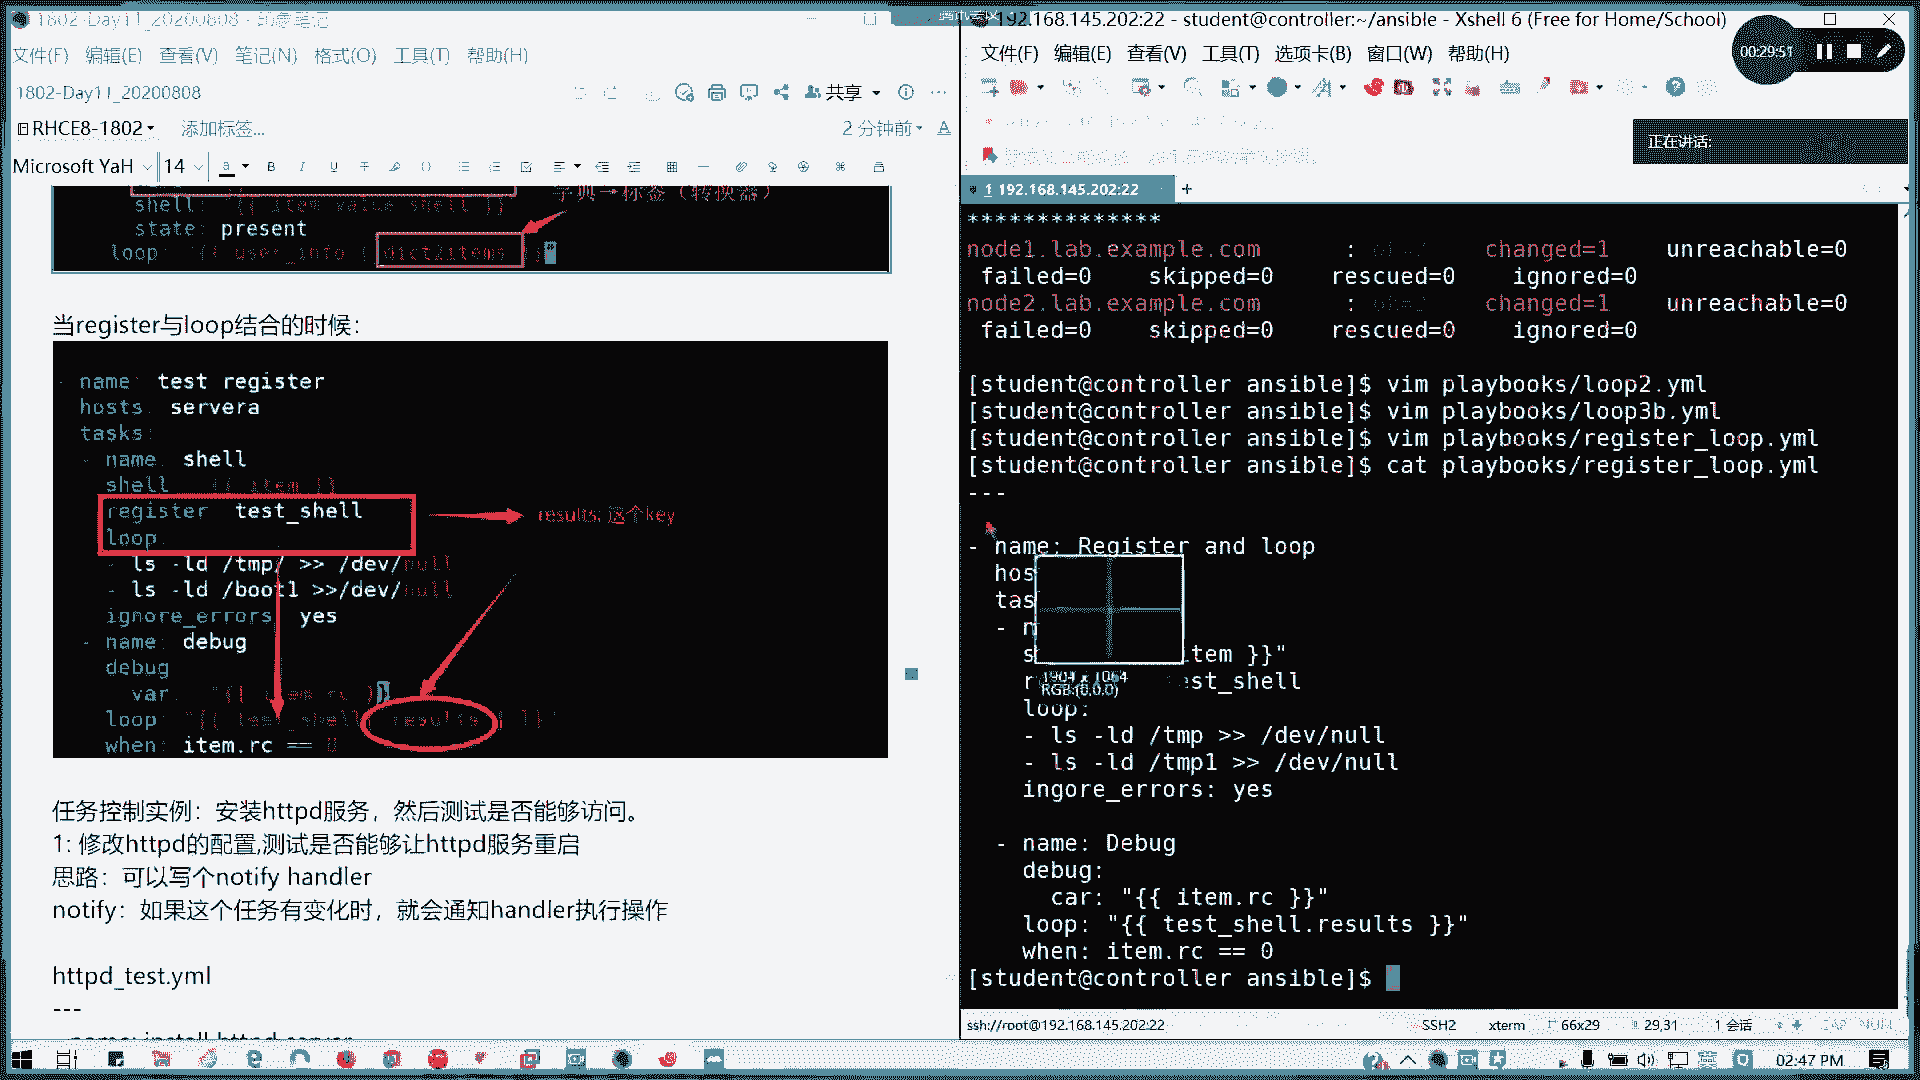 1802-Day11_20200808 - 印象笔记
文件(F) 编辑(E) 查看(V) 笔记(N) 格式(O) 工具(T) 帮助(H)
1802-Day11_20200808
共享
RHCE8-1802
添加标签...
2 分钟前
Microsoft YaH 14
shell: "{{ item.value.shell }}
state: present
loop: "{{ user_info | dict2items }}"
字典→标签（转换器）
当register与loop结合的时候：
- name: test register
hosts: servera
tasks:
- name: shell
shell: "{{ item }}
register: test_shell
loop:
- ls -ld /tmp/ >> /dev/null
- ls -ld /boot1 >>/dev/null
ignore_errors: yes
- name: debug
debug
var: "{{ item.rc }}
loop: "{{ test_shell[ results ] }}"
when: item.rc == 0
results: 这个key
任务控制实例：安装httpd服务，然后测试是否能够访问。
1: 修改httpd的配置,测试是否能够让httpd服务重启
思路：可以写个notify handler
notify：如果这个任务有变化时，就会通知handler执行操作
httpd_test.yml
---
腾讯会议
192.168.145.202:22 - student@controller:~/ansible - Xshell 6 (Free for Home/School)
文件(F) 编辑(E) 查看(V) 工具(T) 选项卡(B) 窗口(W) 帮助(H)
00:29:51
正在讲话:
1 192.168.145.202:22
**************
node1.lab.example.com : changed=1 unreachable=0
failed=0 skipped=0 rescued=0 ignored=0
node2.lab.example.com : changed=1 unreachable=0
failed=0 skipped=0 rescued=0 ignored=0
[student@controller ansible]$ vim playbooks/loop2.yml
[student@controller ansible]$ vim playbooks/loop3b.yml
[student@controller ansible]$ vim playbooks/register_loop.yml
[student@controller ansible]$ cat playbooks/register_loop.yml
---
- name: Register and loop
hos
tas
- n
s item }}"
r test_shell
loop:
- ls -ld /tmp >> /dev/null
- ls -ld /tmp1 >> /dev/null
ingore_errors: yes
- name: Debug
debug:
car: "{{ item.rc }}"
loop: "{{ test_shell.results }}"
when: item.rc == 0
[student@controller ansible]$
1904 x 1064
RGB:(0,0,0)
ssh://root@192.168.145.202:22 SSH2 xterm 66x29 29,31 1 会话 CAP NUM
02:47 PM